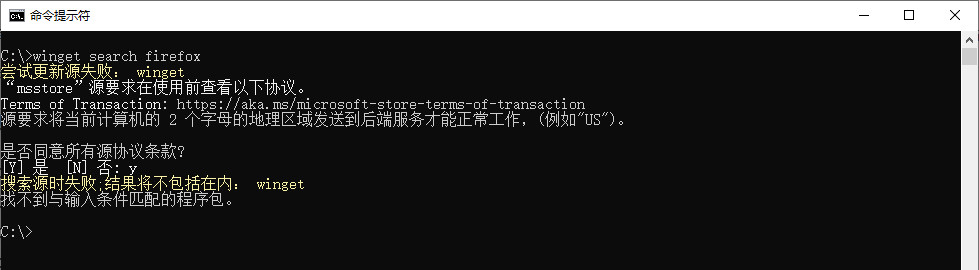 命令提示符
C:\>winget search firefox
尝试更新源失败： winget
“msstore”源要求在使用前查看以下协议。
Terms of Transaction: https://aka.ms/microsoft-store-terms-of-transaction
源要求将当前计算机的 2 个字母的地理区域发送到后端服务才能正常工作，(例如"US")。
是否同意所有源协议条款?
[Y] 是  [N] 否: y
搜索源时失败;结果将不包括在内： winget
找不到与输入条件匹配的程序包。
C:\>